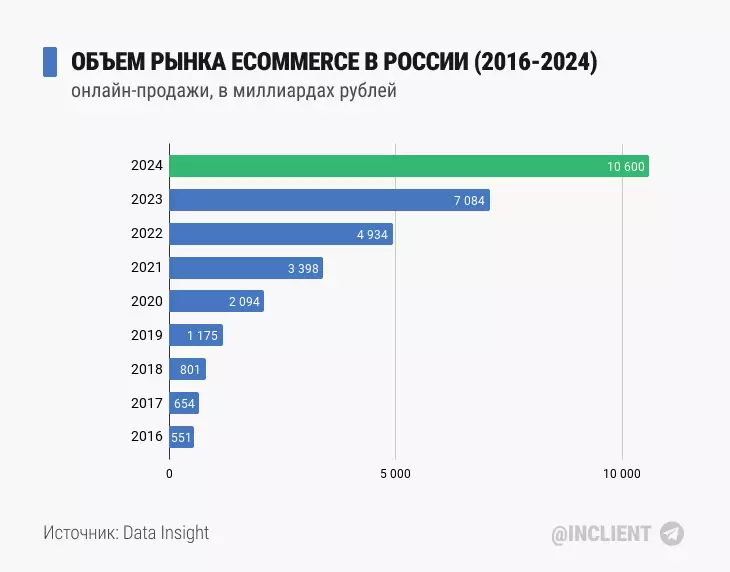 ОБЪЕМ РЫНКА ECOMMERCE В РОССИИ (2016-2024)
онлайн-продажи, в миллиардах рублей
2024 10 600
2023 7 084
2022 4 934
2021 3 398
2020 2 094
2019 1 175
2018 801
2017 654
2016 551
0 5 000 10 000
Источник: Data Insight @INCLIENT